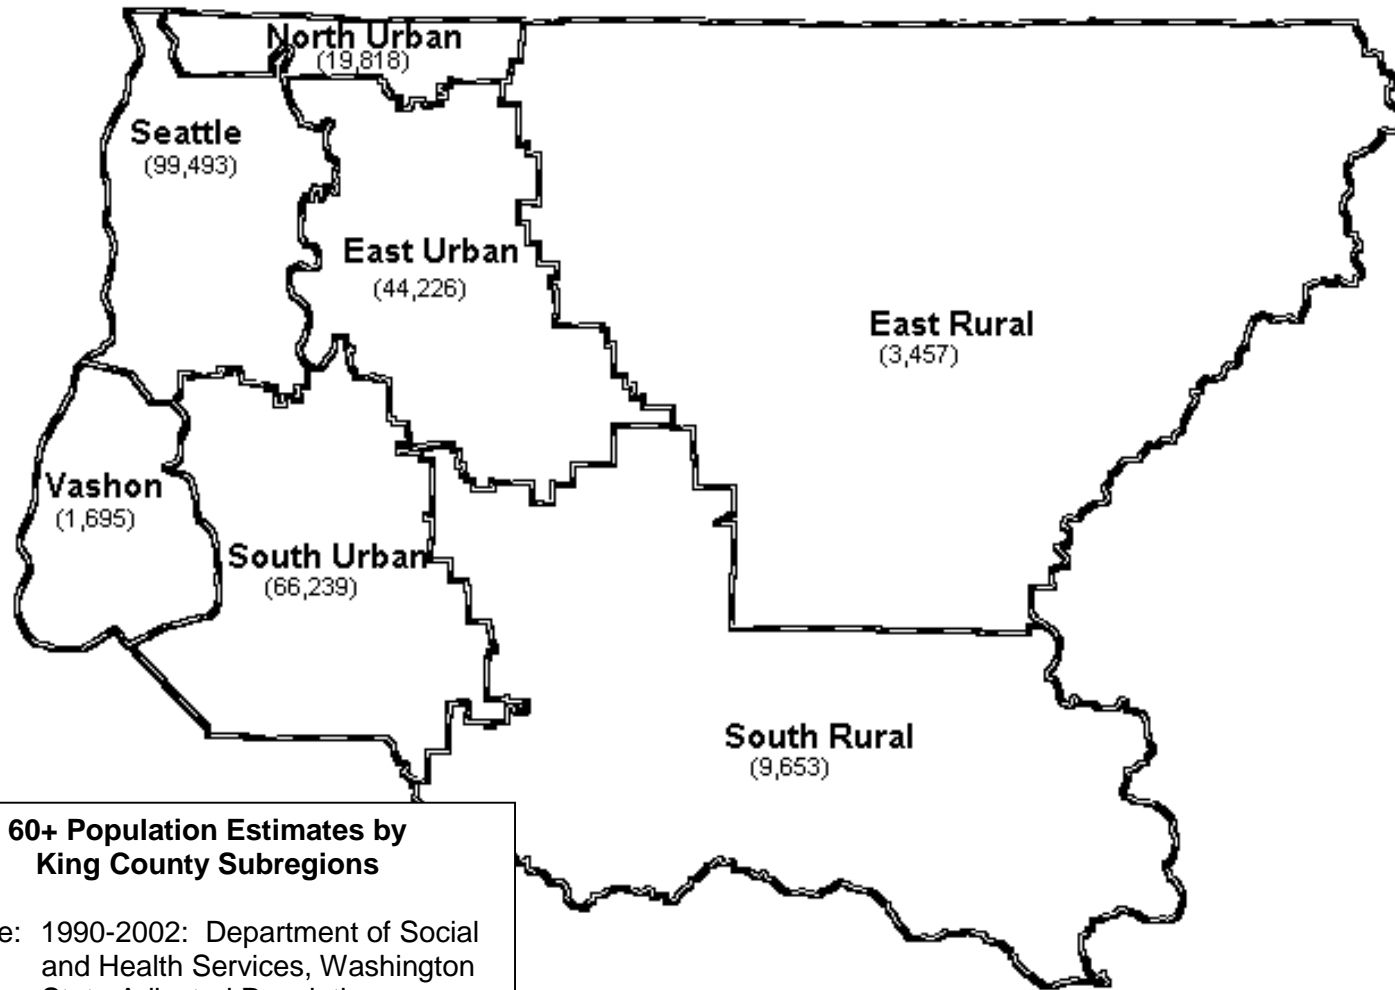 North Urban
(19,818)
Seattle
(99,493)
East Urban
(44,226)
East Rural
(3,457)
Vashon
(1,695)
South Urban
(66,239)
South Rural
(9,653)
60+ Population Estimates by
King County Subregions
1990-2002: Department of Social
and Health Services, Washington